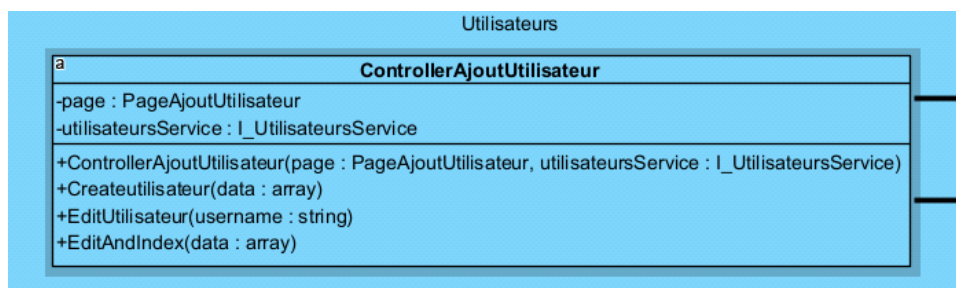 Utilisateurs
a
ControllerAjoutUtilisateur
-page : PageAjoutUtilisateur
-utilisateursService : I_UtilisateursService
+ControllerAjoutUtilisateur(page : PageAjoutUtilisateur, utilisateursService : I_UtilisateursService)
+Createutilisateur(data : array)
+EditUtilisateur(username : string)
+EditAndIndex(data : array)